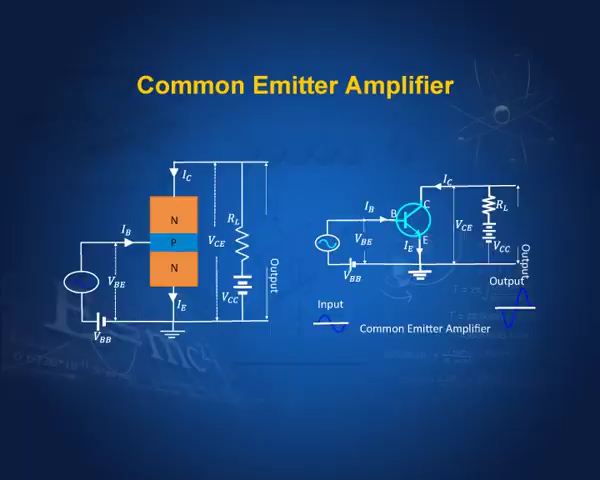 Common Emitter Amplifier
I_C
N
I_B
P
R_L
V_CE
N
V_BE
I_E
V_CC
Output
V_BB
I_C
I_B
B
C
R_L
V_CE
V_BE
I_E
E
V_CC
V_BB
Output
Output
Input
Common Emitter Amplifier